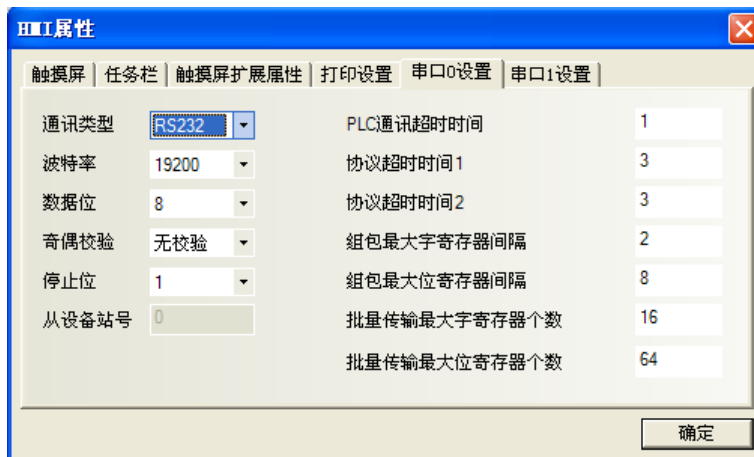 HMI属性
触摸屏 任务栏 触摸屏扩展属性 打印设置 串口0设置 串口1设置
通讯类型 RS232 PLC通讯超时时间 1
波特率 19200 协议超时时间1 3
数据位 8 协议超时时间2 3
奇偶校验 无校验 组包最大字寄存器间隔 2
停止位 1 组包最大位寄存器间隔 8
从设备站号 0 批量传输最大字寄存器个数 16
批量传输最大位寄存器个数 64
确定